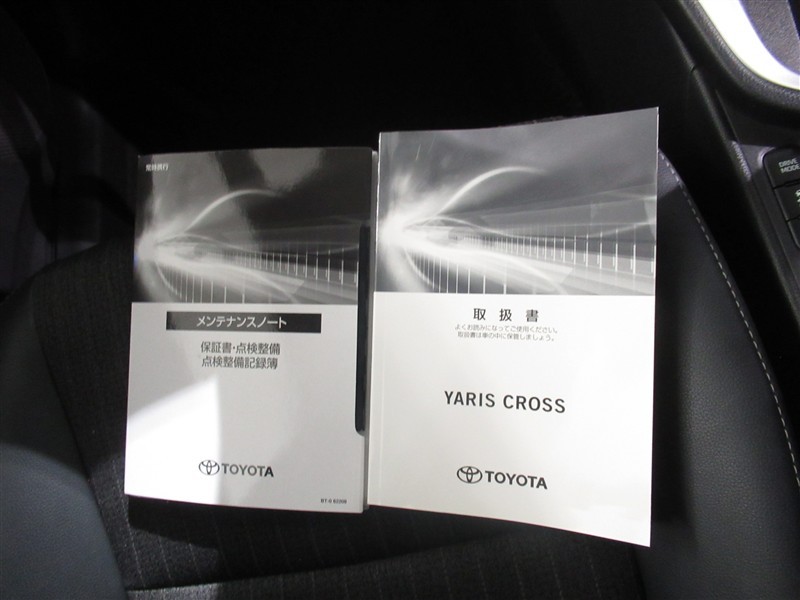 常時携行
メンテナンスノート
保証書・点検整備
点検整備記録簿
TOYOTA
取扱書
よくお読みになってご使用ください。
取扱書は車の中に保管しましょう。
YARIS CROSS
TOYOTA
DRIVE
MODE